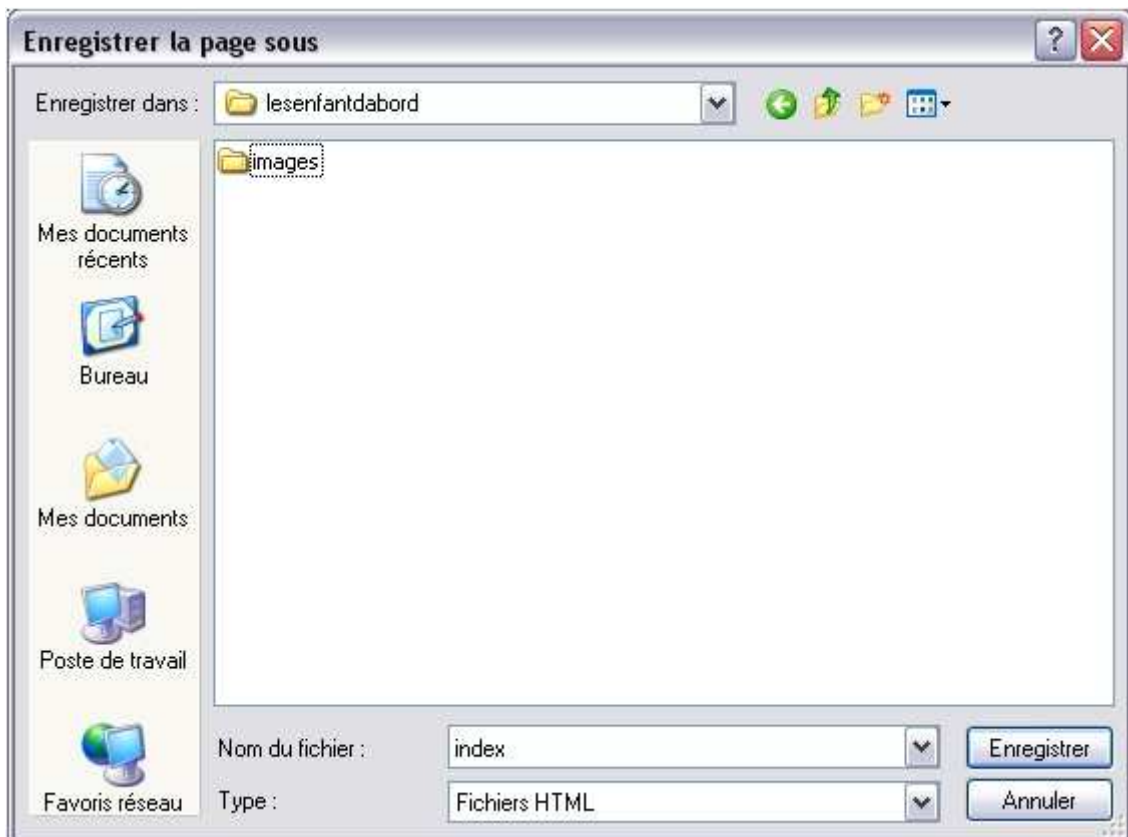 Enregistrer la page sous
Enregistrer dans :
lesenfantdabord
images
Mes documents
récents
Bureau
Mes documents
Poste de travail
Favoris réseau
Nom du fichier :
index
Enregistrer
Type :
Fichiers HTML
Annuler